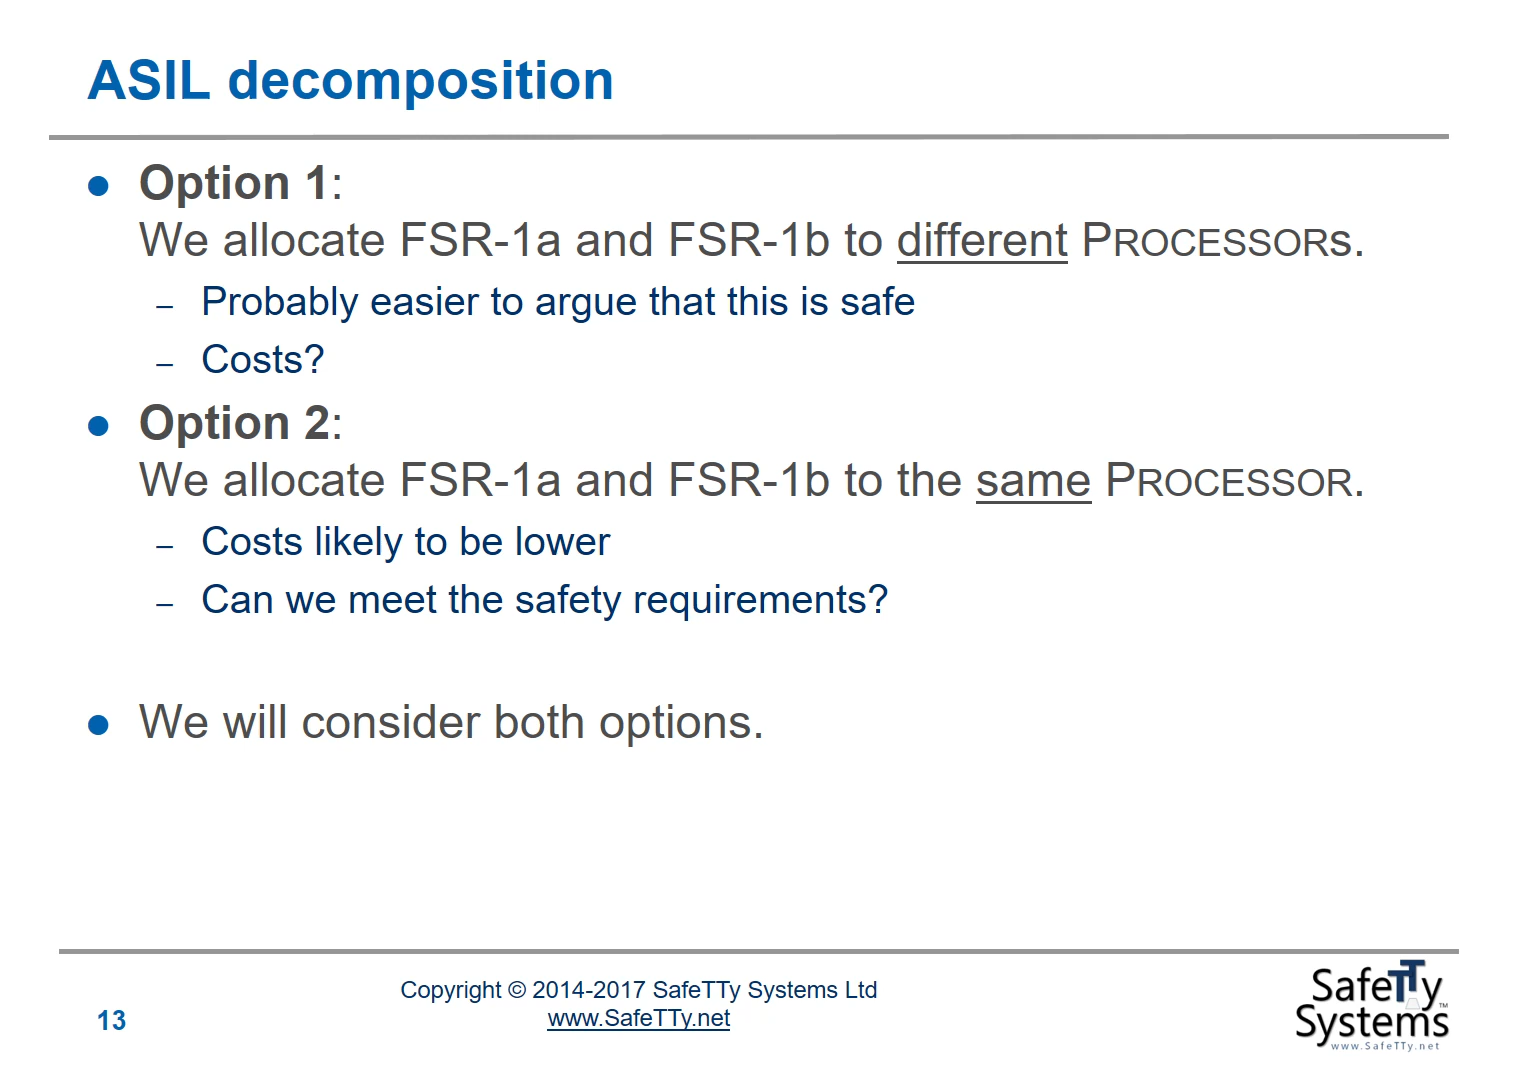 ASIL decomposition
● Option 1:
We allocate FSR-1a and FSR-1b to different PROCESSORs.
– Probably easier to argue that this is safe
– Costs?
● Option 2:
We allocate FSR-1a and FSR-1b to the same PROCESSOR.
– Costs likely to be lower
– Can we meet the safety requirements?
● We will consider both options.
13
Copyright © 2014-2017 SafeTTy Systems Ltd
www.SafeTTy.net
SafeTTy
Systems™
www.SafeTTy.net